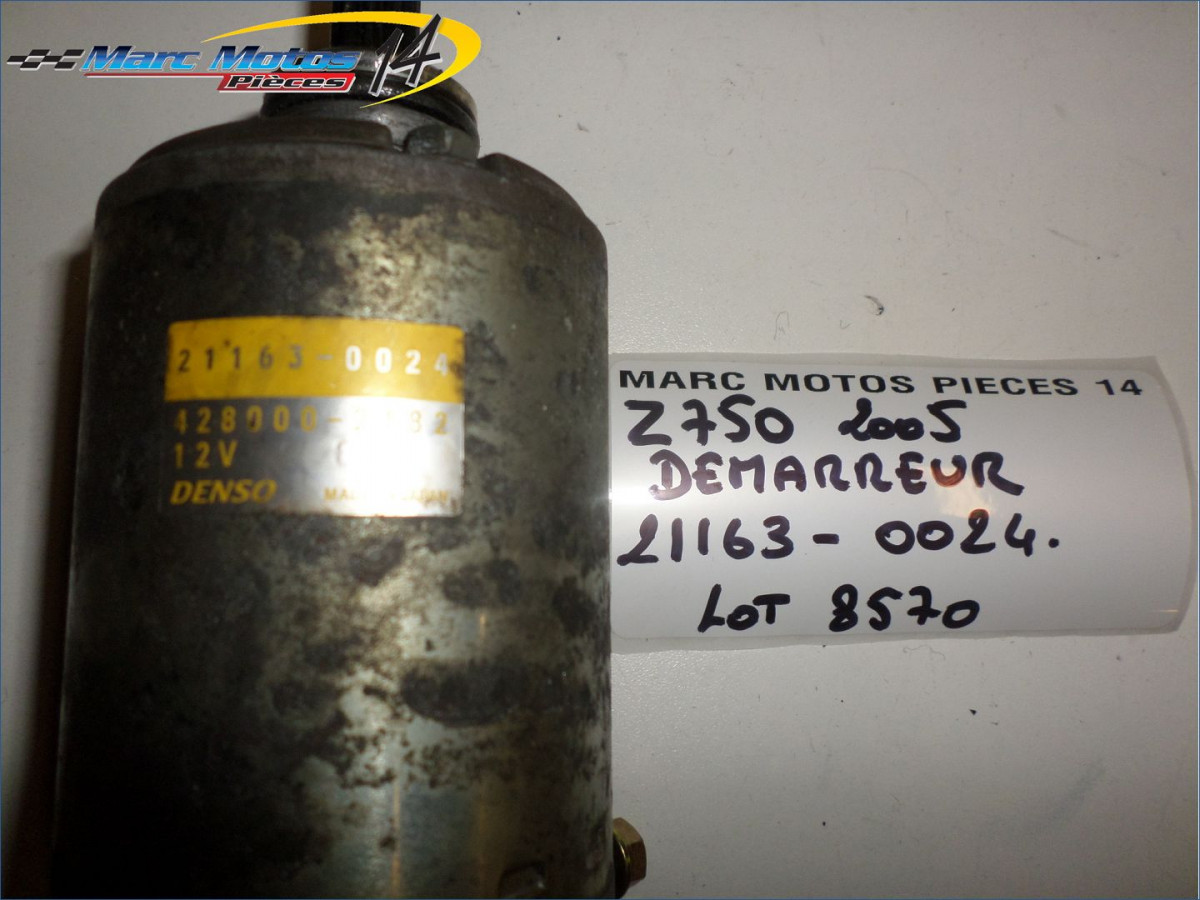 Marc Motos 14
Pièces
21163-0024
12V
DENSO
MARC MOTOS PIECES 14
Z750 2005
DEMARREUR
21163-0024.
LOT 8570